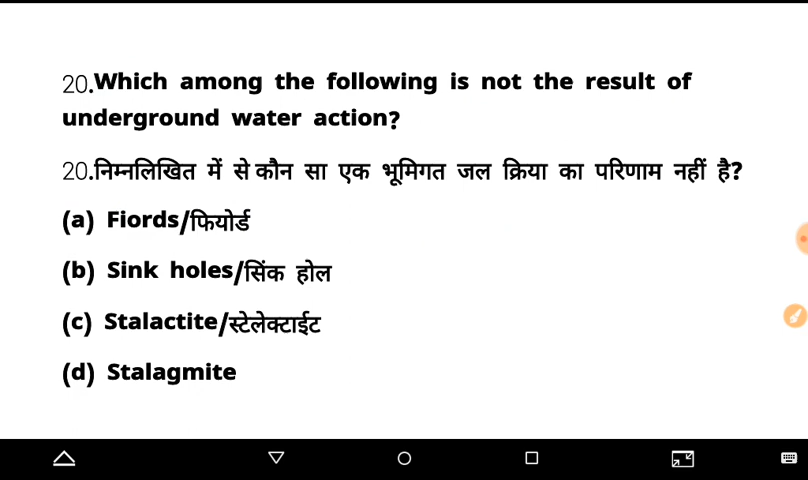 20.Which among the following is not the result of
underground water action?
20.निम्नलिखित में से कौन सा एक भूमिगत जल क्रिया का परिणाम नहीं है?
(a) Fiords/फियोर्ड
(b) Sink holes/सिंक होल
(c) Stalactite/स्टेलेक्टाईट
(d) Stalagmite